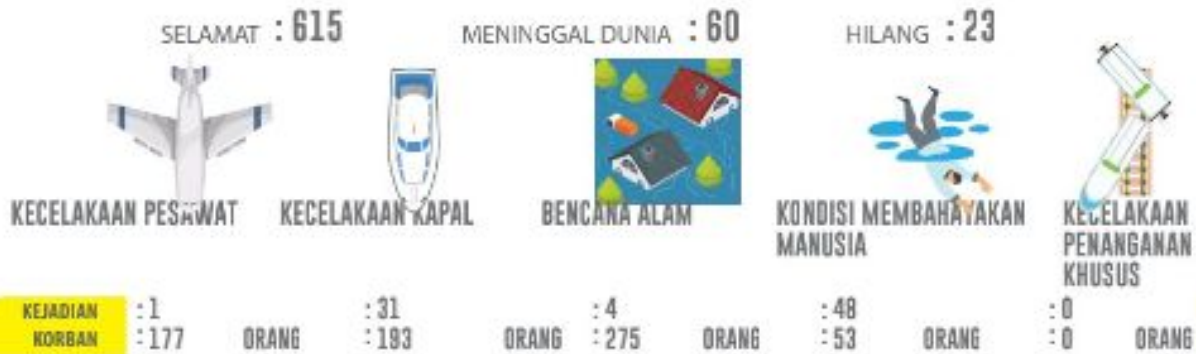 SELAMAT : 615 MENINGGAL DUNIA : 60 HILANG : 23
KECELAKAAN PESAWAT KECELAKAAN KAPAL BENCANA ALAM KONDISI MEMBAHAYAKAN MANUSIA KECELAKAAN PENANGANAN KHUSUS
KEJADIAN : 1 : 31 : 4 : 48 : 0
KORBAN : 177 ORANG : 193 ORANG : 275 ORANG : 53 ORANG : 0 ORANG